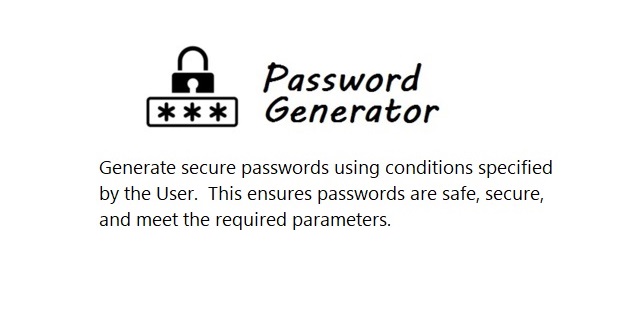 ***
Password
Generator
Generate secure passwords using conditions specified
by the User.  This ensures passwords are safe, secure,
and meet the required parameters.